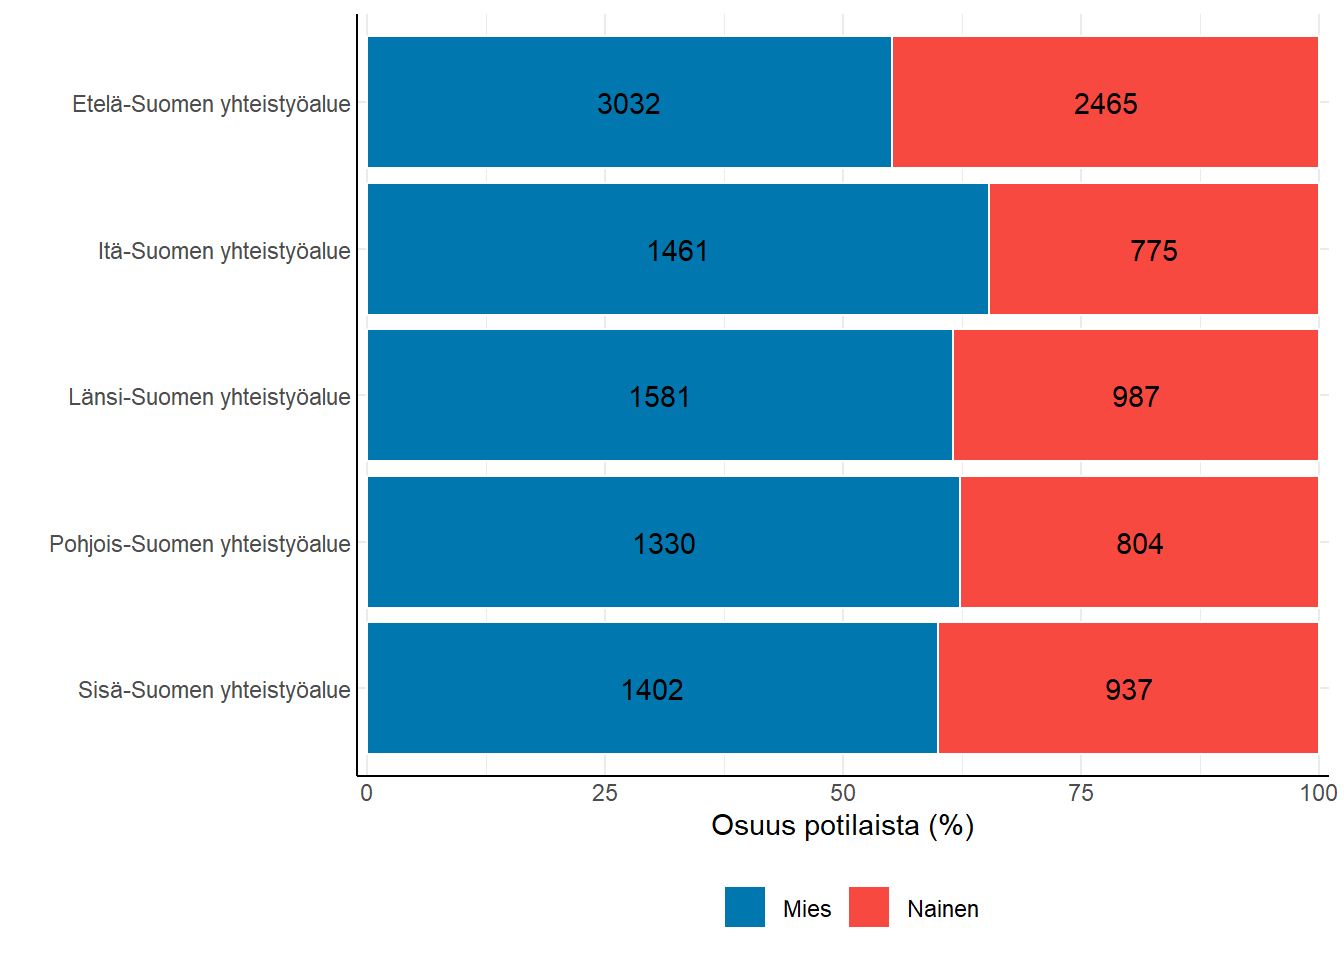 Etelä-Suomen yhteistyöalue 3032 2465
Itä-Suomen yhteistyöalue 1461 775
Länsi-Suomen yhteistyöalue 1581 987
Pohjois-Suomen yhteistyöalue 1330 804
Sisä-Suomen yhteistyöalue 1402 937
0 25 50 75 100
Osuus potilaista (%)
Mies Nainen